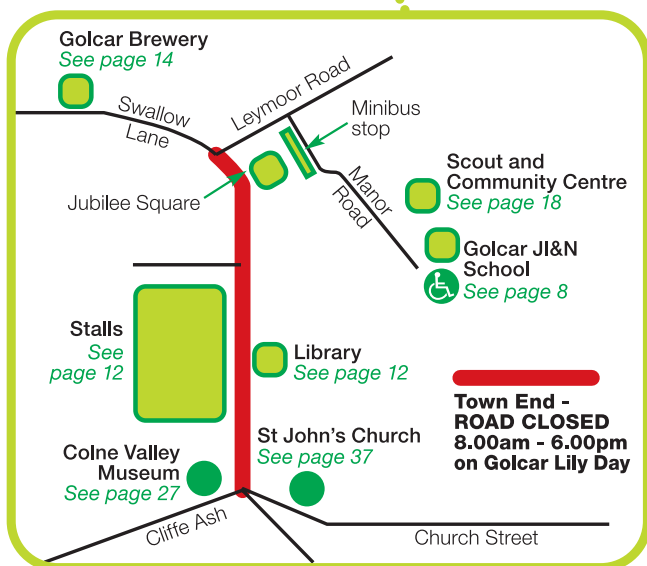 Golcar Brewery
See page 14
Swallow
Lane
Leymoor Road
Minibus
stop
Jubilee Square
Manor
Road
Scout and
Community Centre
See page 18
Golcar JI&N
School
See page 8
Stalls
See
page 12
Library
See page 12
Town End -
ROAD CLOSED
8.00am - 6.00pm
on Golcar Lily Day
St John's Church
See page 37
Colne Valley
Museum
See page 27
Cliffe Ash
Church Street